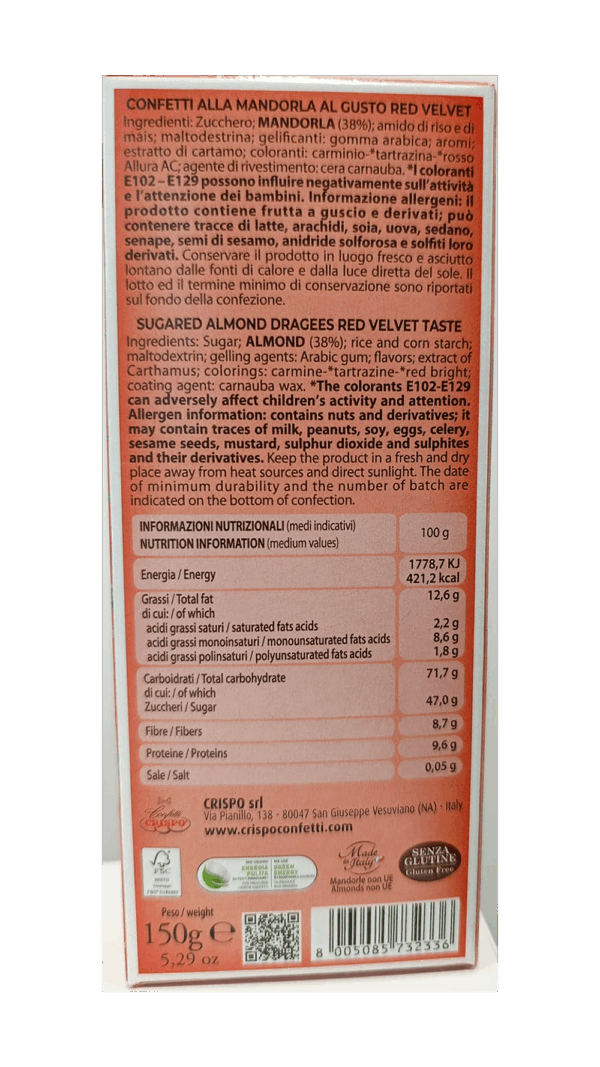 CONFETTI ALLA MANDORLA AL GUSTO RED VELVET
Ingredienti: Zucchero; MANDORLA (38%); amido di riso e di
mais; maltodestrina; gelificanti: gomma arabica; aromi;
estratto di cartamo; coloranti: carminio-*tartrazina-*rosso
Allura AC; agente di rivestimento: cera carnauba. *I coloranti
E102 – E129 possono influire negativamente sull'attività
e l'attenzione dei bambini. Informazione allergeni: il
prodotto contiene frutta a guscio e derivati; può
contenere tracce di latte, arachidi, soia, uova, sedano,
senape, semi di sesamo, anidride solforosa e solfiti loro
derivati. Conservare il prodotto in luogo fresco e asciutto
lontano dalle fonti di calore e dalla luce diretta del sole. Il
lotto ed il termine minimo di conservazione sono riportati
sul fondo della confezione.
SUGARED ALMOND DRAGEES RED VELVET TASTE
Ingredients: Sugar; ALMOND (38%); rice and corn starch;
maltodextrin; gelling agents: Arabic gum; flavors; extract of
Carthamus; colorings: carmine-*tartrazine-*red bright;
coating agent: carnauba wax. *The colorants E102-E129
can adversely affect children's activity and attention.
Allergen information: contains nuts and derivatives; it
may contain traces of milk, peanuts, soy, eggs, celery,
sesame seeds, mustard, sulphur dioxide and sulphites
and their derivatives. Keep the product in a fresh and dry
place away from heat sources and direct sunlight. The date
of minimum durability and the number of batch are
indicated on the bottom of confection.
INFORMAZIONI NUTRIZIONALI (medi indicativi)
NUTRITION INFORMATION (medium values)
100 g
Energia / Energy
1778,7 KJ
421,2 kcal
Grassi / Total fat
12,6 g
di cui: / of which
acidi grassi saturi / saturated fats acids
2,2 g
acidi grassi monoinsaturi / monounsaturated fats acids
8,6 g
acidi grassi polinsaturi / polyunsaturated fats acids
1,8 g
Carboidrati / Total carbohydrate
71,7 g
di cui: / of which
Zuccheri / Sugar
47,0 g
Fibre / Fibers
8,7 g
Proteine / Proteins
9,6 g
Sale / Salt
0,05 g
Confetti
CRISPO
CRISPO srl
Via Pianillo, 138 - 80047 San Giuseppe Vesuviano (NA) - Italy
www.crispoconfetti.com
FSC
ENERGIA
PULITA
GREEN
ENERGY
Made
in Italy
Mandorle non UE
Almonds non UE
SENZA
GLUTINE
Gluten Free
Peso / weight
150g e
5,29 oz
8 005085 732336